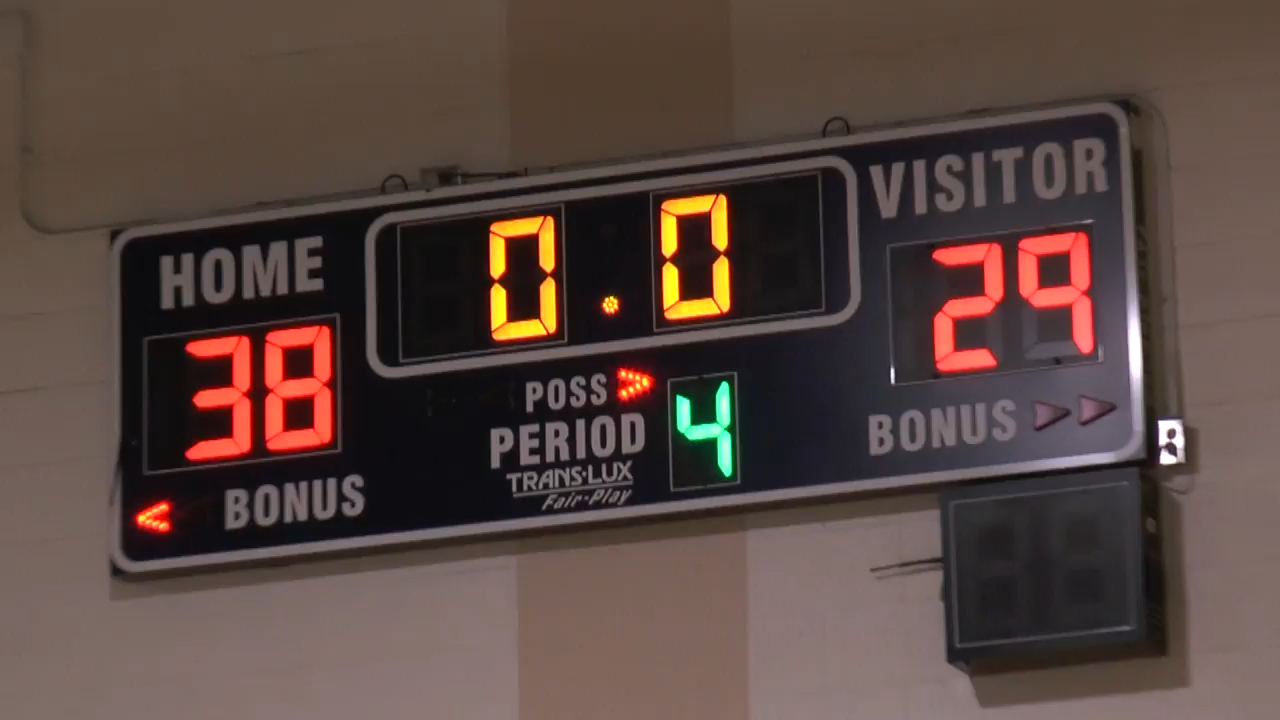 HOME
0.0
VISITOR
38
29
POSS
PERIOD
4
BONUS
BONUS
TRANS-LUX
Fair-Play